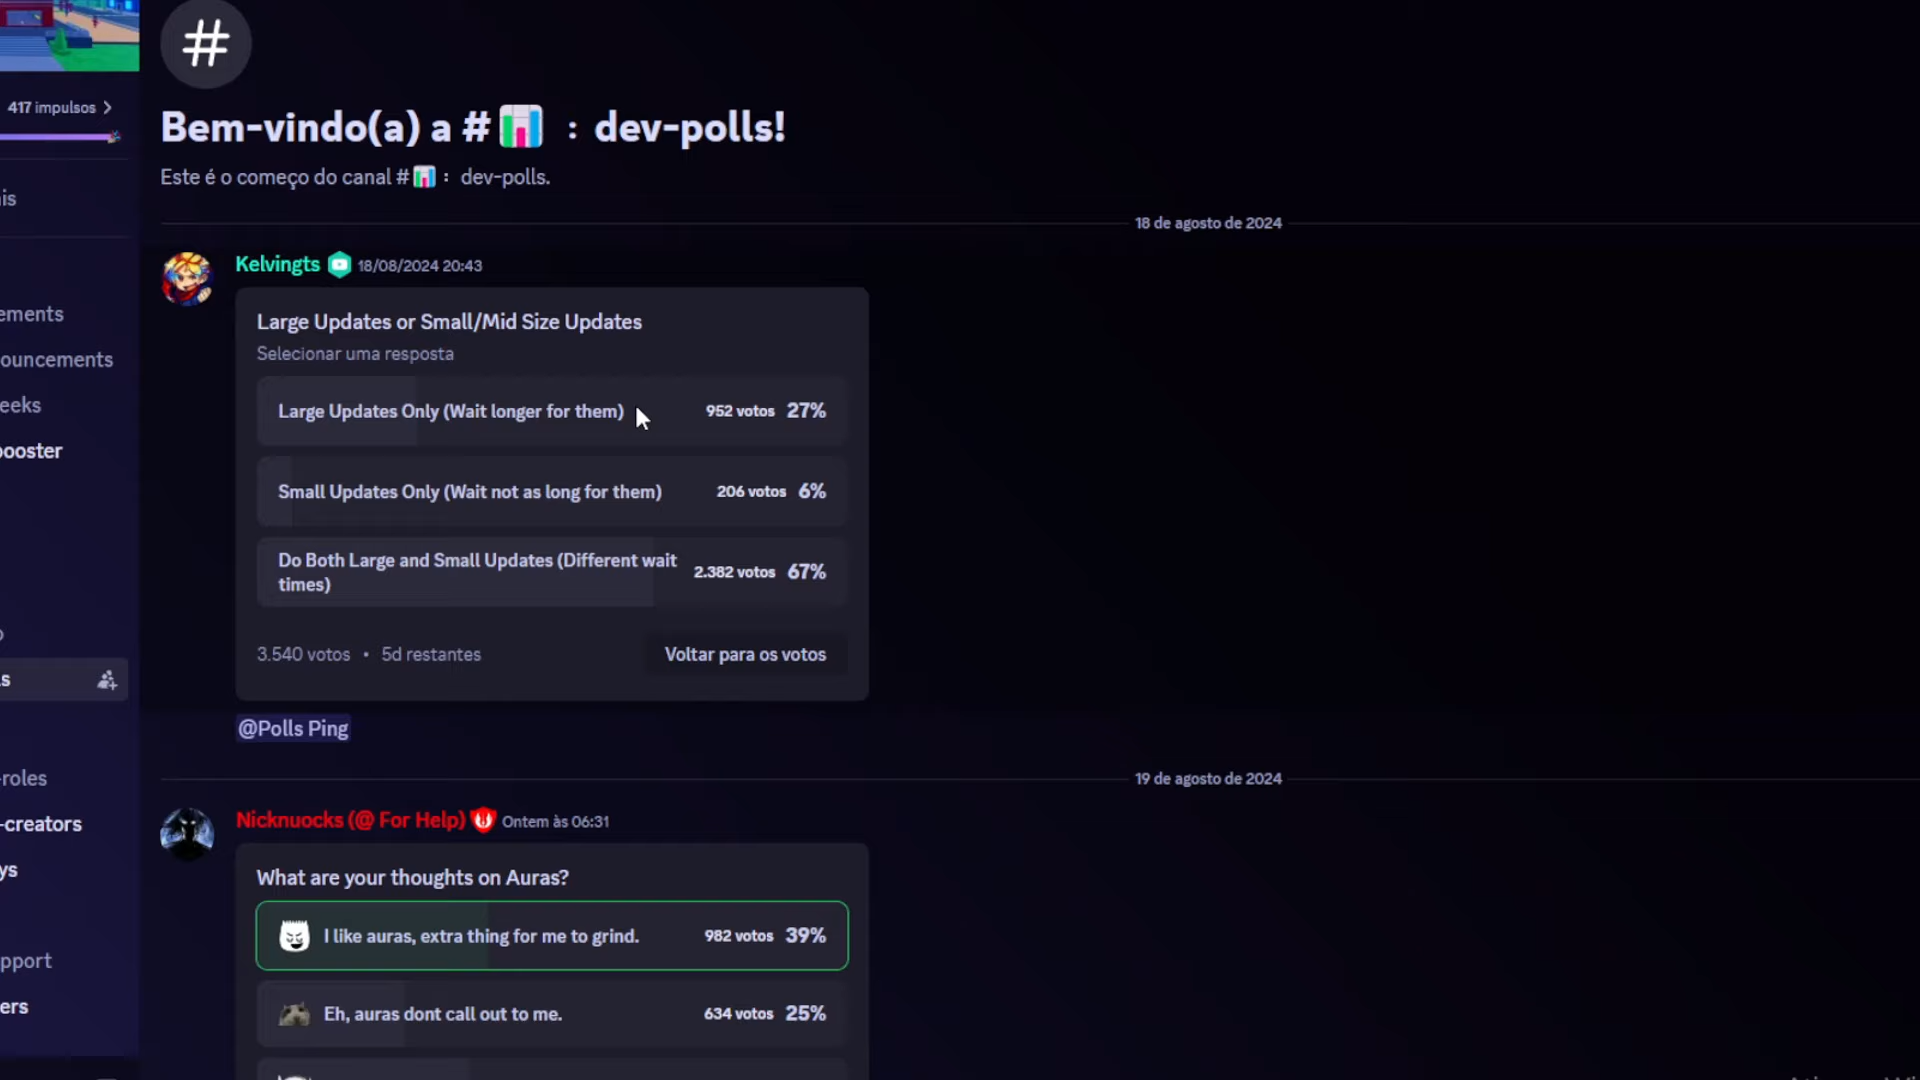 417 impulsos
Bem-vindo(a) a # : dev-polls!
Este é o começo do canal # : dev-polls.
18 de agosto de 2024
Kelvingts 18/08/2024 20:43
Large Updates or Small/Mid Size Updates
Selecionar uma resposta
Large Updates Only (Wait longer for them) 952 votos 27%
Small Updates Only (Wait not as long for them) 206 votos 6%
Do Both Large and Small Updates (Different wait
times) 2.382 votos 67%
3.540 votos • 5d restantes Voltar para os votos
@Polls Ping
19 de agosto de 2024
Nicknuocks (@ For Help) Ontem às 06:31
What are your thoughts on Auras?
I like auras, extra thing for me to grind. 982 votos 39%
Eh, auras dont call out to me. 634 votos 25%
is
ements
ouncements
eeks
booster
s
-roles
-creators
ys
pport
ers